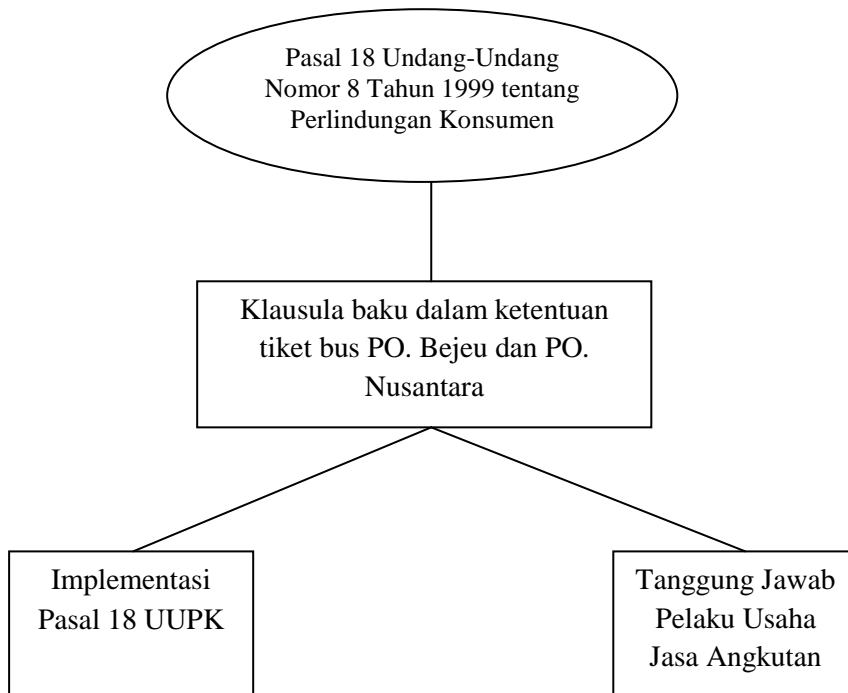 Pasal 18 Undang-Undang
Nomor 8 Tahun 1999 tentang
Perlindungan Konsumen
Klausula baku dalam ketentuan
tiket bus PO. Bejeu dan PO.
Nusantara
Implementasi
Pasal 18 UUPK
Tanggung Jawab
Pelaku Usaha
Jasa Angkutan